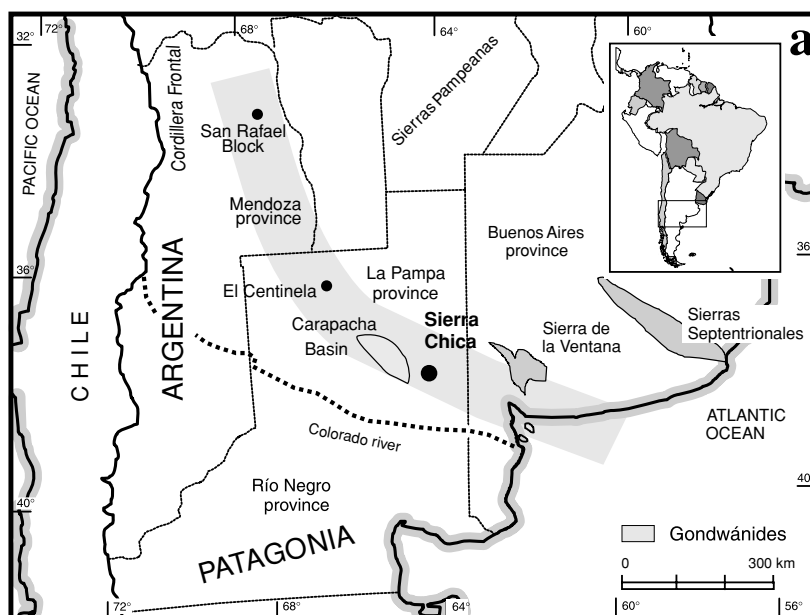 72°
68°
64°
60°
a
32°
PACIFIC OCEAN
Cordillera Frontal
Sierras Pampeanas
San Rafael
Block
Mendoza
province
Buenos Aires
province
36°
36°
La Pampa
province
El Centinela
ARGENTINA
CHILE
Carapacha
Basin
Sierra
Chica
Sierra de
la Ventana
Sierras
Septentrionales
ATLANTIC
OCEAN
Colorado river
Río Negro
province
40°
40°
PATAGONIA
Gondwánides
0
300 km
72°
68°
64°
60°
56°